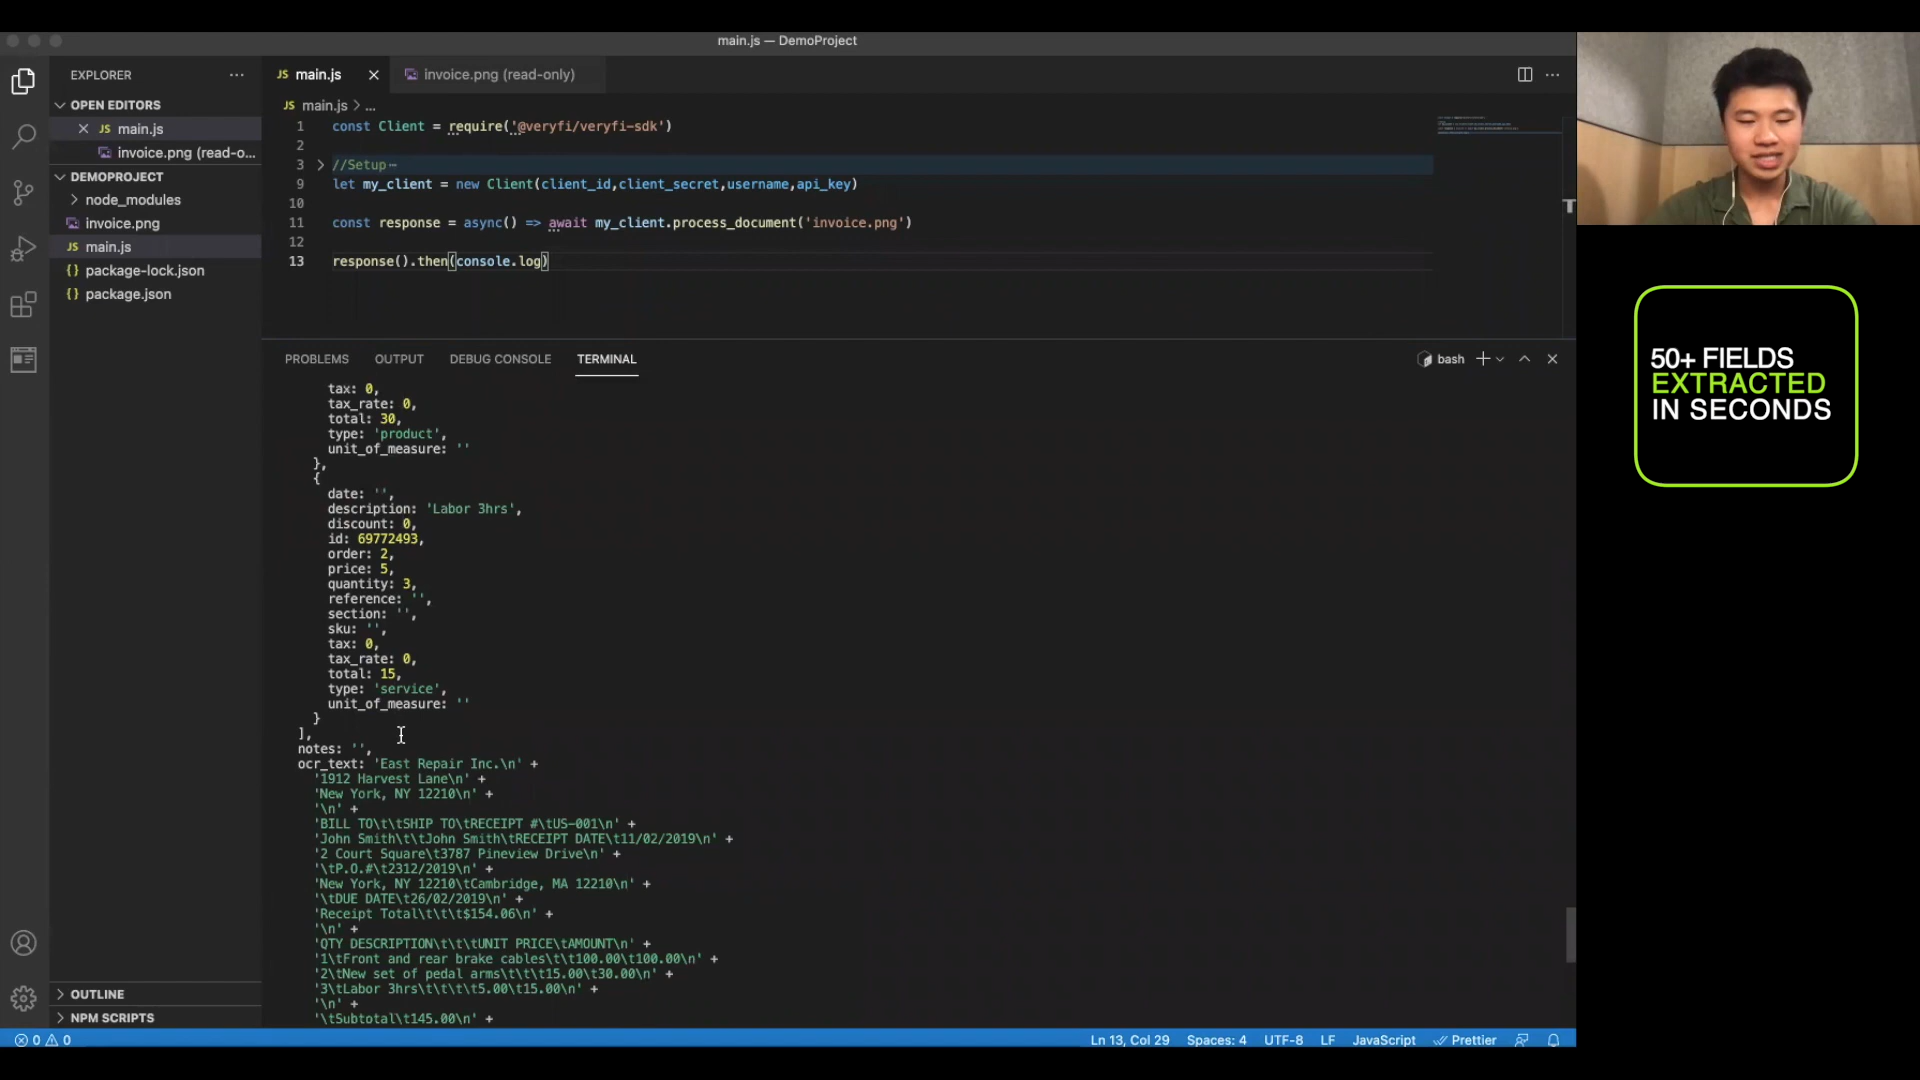 main.js — DemoProject
EXPLORER
OPEN EDITORS
JS main.js
invoice.png (read-o...
DEMOPROJECT
node_modules
invoice.png
JS main.js
{} package-lock.json
{} package.json
OUTLINE
NPM SCRIPTS
JS main.js
invoice.png (read-only)
JS main.js > ...
1 const Client = require('@veryfi/veryfi-sdk')
2
3 //Setup
9 let my_client = new Client(client_id,client_secret,username,api_key)
10
11 const response = async() => await my_client.process_document('invoice.png')
12
13 response().then(console.log)
PROBLEMS OUTPUT DEBUG CONSOLE TERMINAL
bash
tax: 0,
tax_rate: 0,
total: 30,
type: 'product',
unit_of_measure: ''
},
{
date: '',
description: 'Labor 3hrs',
discount: 0,
id: 69772493,
order: 2,
price: 5,
quantity: 3,
reference: '',
section: '',
sku: '',
tax: 0,
tax_rate: 0,
total: 15,
type: 'service',
unit_of_measure: ''
}
],
notes: '',
ocr_text: 'East Repair Inc.\n' +
'1912 Harvest Lane\n' +
'New York, NY 12210\n' +
'\n' +
'BILL TO\t\tSHIP TO\tRECEIPT #\tUS-001\n' +
'John Smith\t\tJohn Smith\tRECEIPT DATE\t11/02/2019\n' +
'2 Court Square\t3787 Pineview Drive\n' +
'\tP.O.#\t2312/2019\n' +
'New York, NY 12210\tCambridge, MA 12210\n' +
'\tDUE DATE\t26/02/2019\n' +
'Receipt Total\t\t\t$154.06\n' +
'\n' +
'QTY DESCRIPTION\t\t\tUNIT PRICE\tAMOUNT\n' +
'1\tFront and rear brake cables\t\t100.00\t100.00\n' +
'2\tNew set of pedal arms\t\t\t15.00\t30.00\n' +
'3\tLabor 3hrs\t\t\t\t\t5.00\t15.00\n' +
'\n' +
'\tSubtotal\t145.00\n' +
0 0
Ln 13, Col 29 Spaces: 4 UTF-8 LF JavaScript Prettier
50+ FIELDS
EXTRACTED
IN SECONDS